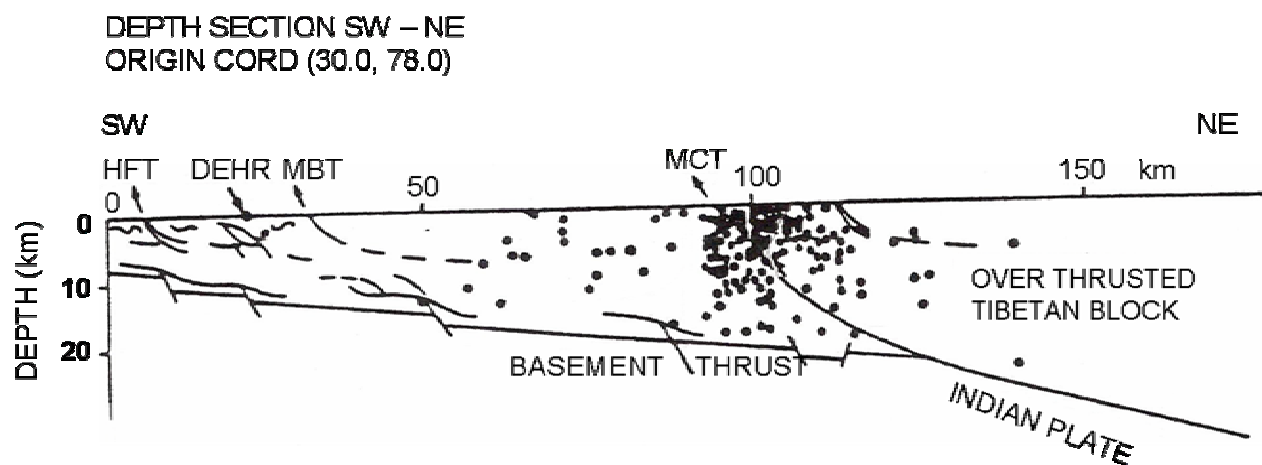 DEPTH SECTION SW – NE
ORIGIN CORD (30.0, 78.0)
SW
NE
HFT
DEHR
MBT
MCT
0
50
100
150
km
DEPTH (km)
0
10
20
OVER THRUSTED
TIBETAN BLOCK
BASEMENT THRUST
INDIAN PLATE